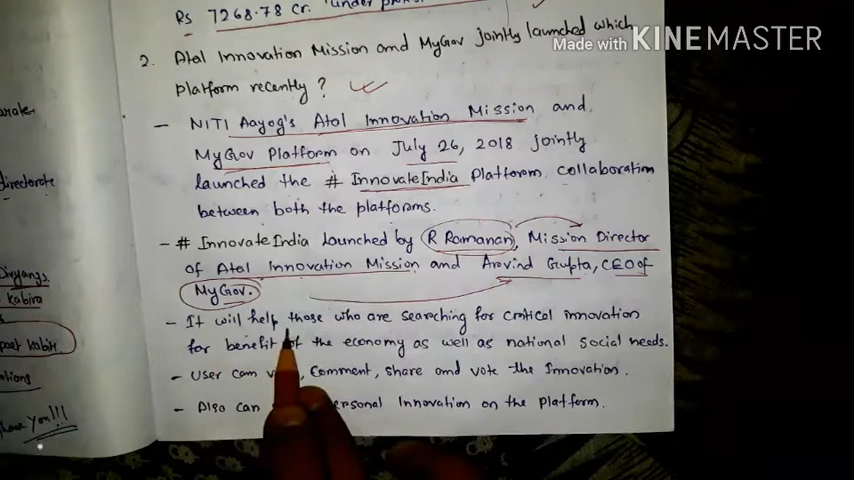 Rs 7268.78 Cr. "under
Made with KINEMASTER
2. Atal Innovation Mission and MyGov jointly launched which
platform recently?
- NITI Aayog's Atal Innovation Mission and
MyGov Platform on July 26, 2018 jointly
launched the # InnovateIndia Platform collaboration
between both the platforms.
- # InnovateIndia launched by R Ramanan, Mission Director
of Atal Innovation Mission and Arvind Gupta, CEO of
MyGov.
- It will help those who are searching for critical innovation
for benefit of the economy as well as national social needs.
- User can comment, share and vote the Innovation.
- Also can personal Innovation on the platform.
directorate
Divyangs
Kabira